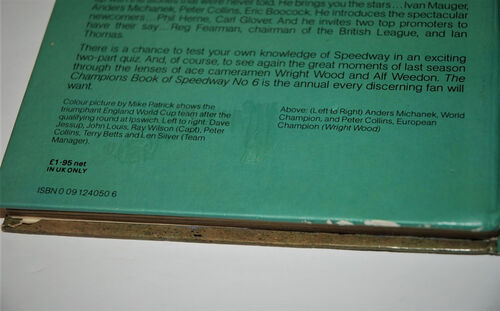 up with the stories that were never told. He brings you the stars...Ivan Mauger,
Anders Michanek, Peter Collins, Eric Boocock. He introduces the spectacular
newcomers...Phil Herne, Carl Glover. And he invites two top promoters to
have their say...Reg Fearman, chairman of the British League, and Ian
Thomas.
There is a chance to test your own knowledge of Speedway in an exciting
two-part quiz. And, of course, to see again the great moments of last season
through the lenses of ace cameramen Wright Wood and Alf Weedon. The
Champions Book of Speedway No 6 is the annual every discerning fan will
want.
Colour picture by Mike Patrick shows the
triumphant England World Cup team after the
qualifying round at Ipswich. Left to right: Dave
Jessup, John Louis, Ray Wilson (Capt), Peter
Collins, Terry Betts and Len Silver (Team
Manager).
Above: (Left to Right) Anders Michanek, World
Champion, and Peter Collins, European
Champion (Wright Wood)
£1·95 net
IN UK ONLY
ISBN 0 09 124050 6